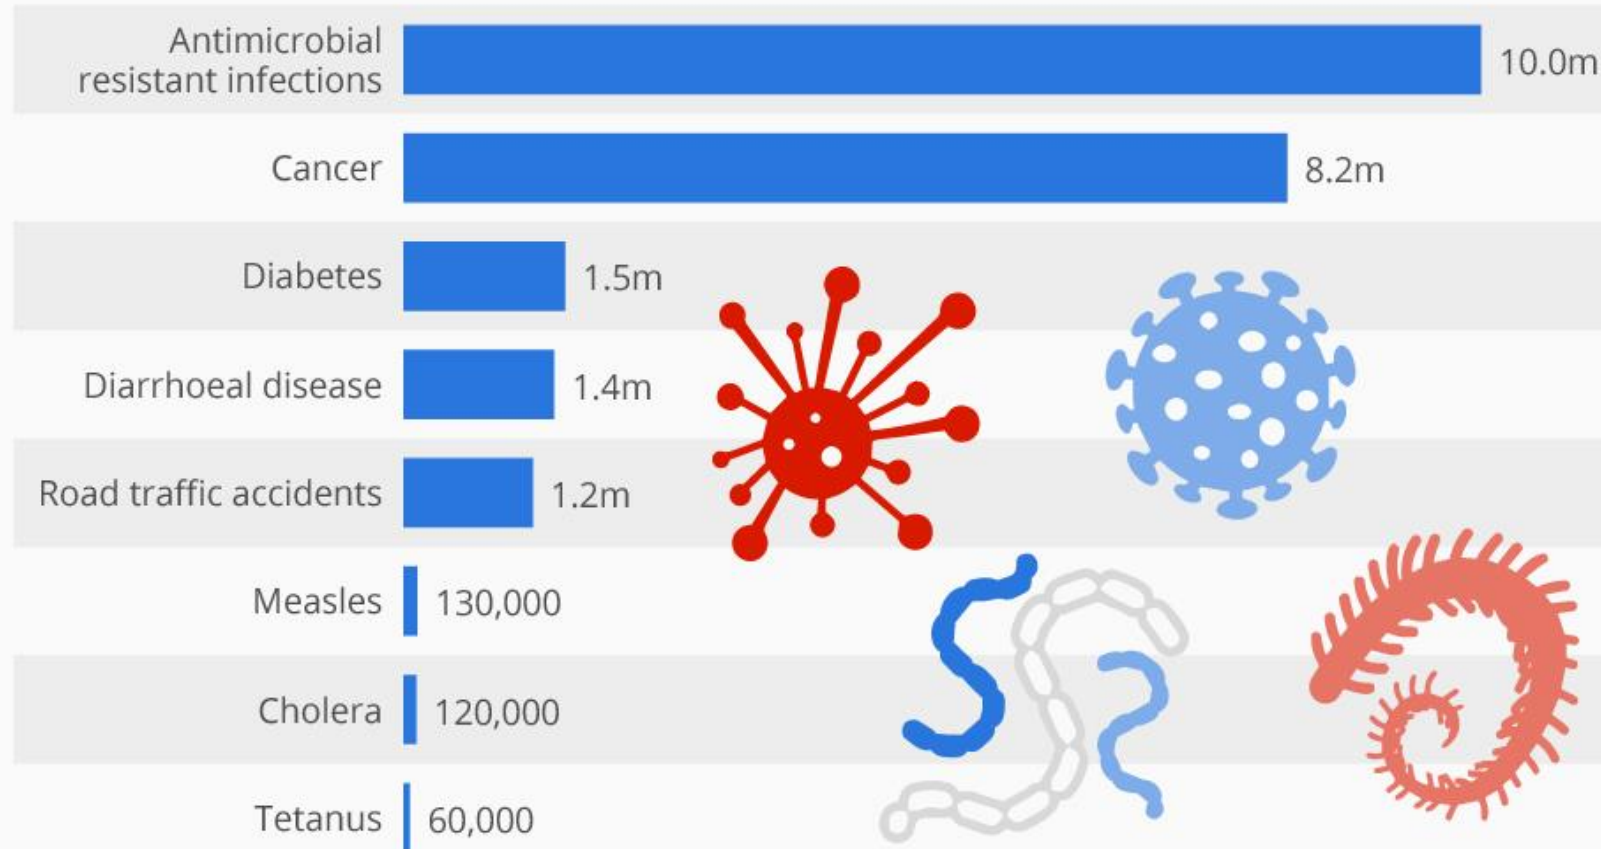 Antimicrobial
resistant infections
10.0m
Cancer
8.2m
Diabetes
1.5m
Diarrhoeal disease
1.4m
Road traffic accidents
1.2m
Measles
130,000
Cholera
120,000
Tetanus
60,000